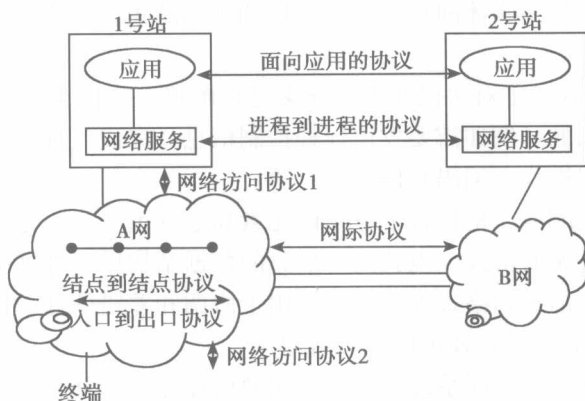 1号站
2号站
应用
面向应用的协议
应用
网络服务
进程到进程的协议
网络服务
网络访问协议1
A网
网际协议
B网
结点到结点协议
入口到出口协议
网络访问协议2
终端